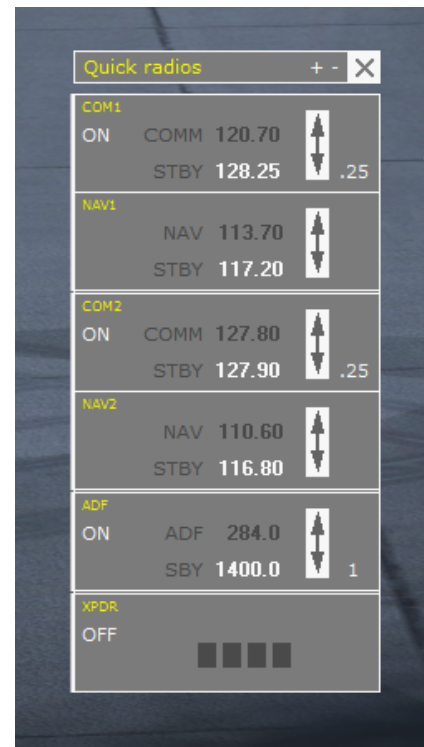 Quick radios + -
COM1
ON COMM 120.70
STBY 128.25 .25
NAV1
NAV 113.70
STBY 117.20
COM2
ON COMM 127.80
STBY 127.90 .25
NAV2
NAV 110.60
STBY 116.80
ADF
ON ADF 284.0
SBY 1400.0 1
XPDR
OFF